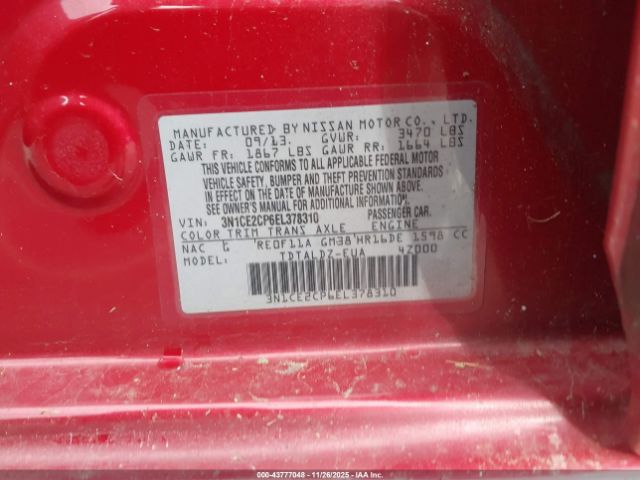 MANUFACTURED BY NISSAN MOTOR CO., LTD.
DATE: 09/13 GVWR: 3470 LBS
GAWR FR: 1867 LBS GAWR RR: 1664 LBS
THIS VEHICLE CONFORMS TO ALL APPLICABLE FEDERAL MOTOR
VEHICLE SAFETY, BUMPER AND THEFT PREVENTION STANDARDS
IN EFFECT ON THE DATE OF MANUFACTURE SHOWN ABOVE.
.SEE OWNER'S MANUAL FOR ADDITIONAL INFORMATION.
VIN: 3N1CE2CP6EL378310 PASSENGER CAR.
COLOR TRIM TRANS AXLE ENGINE
NAC G RE0F11A GM38 HR16DE 1598 CC
MODEL: TDTALDZ-EUA 4Z000
3N1CE2CP6EL378310
© 000-43777048 - 11/26/2025 - IAA Inc. ©